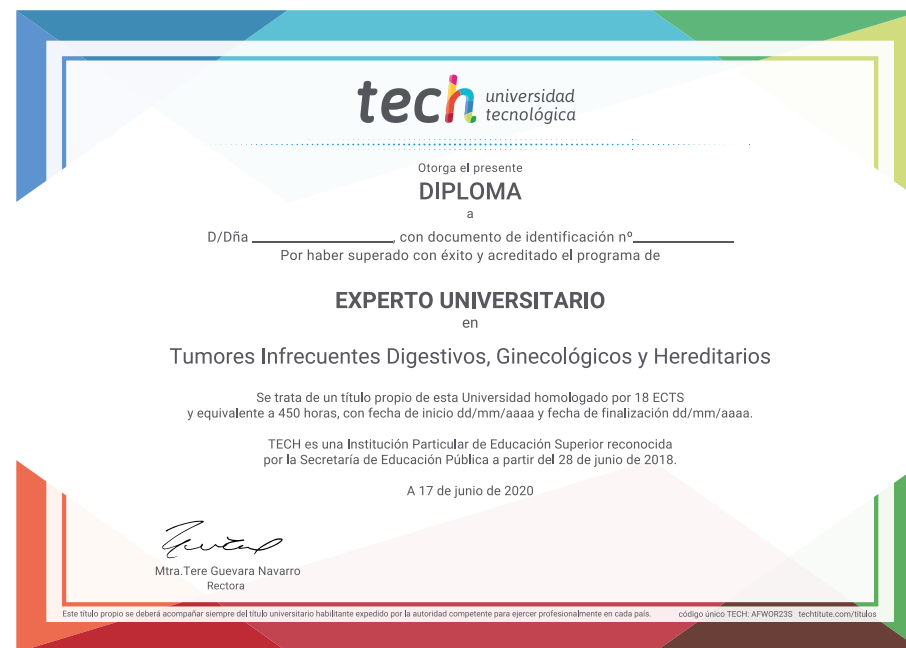 tech universidad
tecnológica
Otorga el presente
DIPLOMA
a
D/Dña ____________________, con documento de identificación nº______________
Por haber superado con éxito y acreditado el programa de
EXPERTO UNIVERSITARIO
en
Tumores Infrecuentes Digestivos, Ginecológicos y Hereditarios
Se trata de un título propio de esta Universidad homologado por 18 ECTS
y equivalente a 450 horas, con fecha de inicio dd/mm/aaaa y fecha de finalización dd/mm/aaaa.
TECH es una Institución Particular de Educación Superior reconocida
por la Secretaría de Educación Pública a partir del 28 de junio de 2018.
A 17 de junio de 2020
Mtra.Tere Guevara Navarro
Rectora
Este título propio se deberá acompañar siempre del título universitario habilitante expedido por la autoridad competente para ejercer profesionalmente en cada país. código único TECH: AFWOR23S techtitute.com/titulos